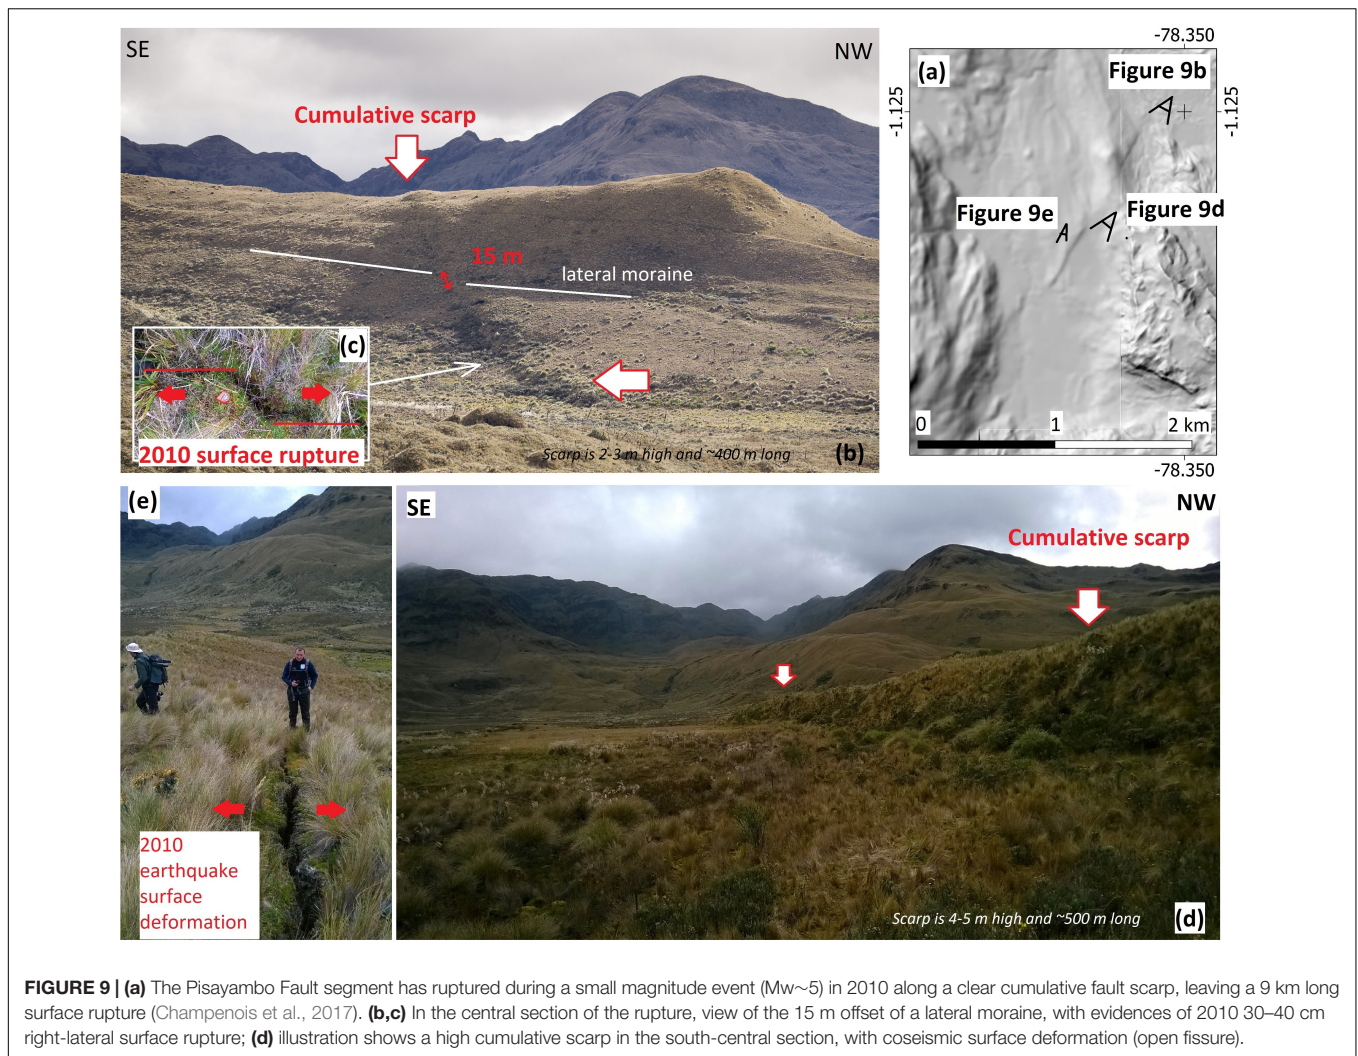 SE
NW
Cumulative scarp
15 m
lateral moraine
(c)
2010 surface rupture
Scarp is 2-3 m high and ~400 m long
(b)
-78.350
(a)
Figure 9b
-1.125
-1.125
Figure 9e
Figure 9d
0
1
2 km
-78.350
(e)
2010
earthquake
surface
deformation
SE
NW
Cumulative scarp
Scarp is 4-5 m high and ~500 m long
(d)
FIGURE 9 | (a) The Pisayambo Fault segment has ruptured during a small magnitude event (Mw∼5) in 2010 along a clear cumulative fault scarp, leaving a 9 km long
surface rupture (Champenois et al., 2017). (b,c) In the central section of the rupture, view of the 15 m offset of a lateral moraine, with evidences of 2010 30–40 cm
right-lateral surface rupture; (d) illustration shows a high cumulative scarp in the south-central section, with coseismic surface deformation (open fissure).